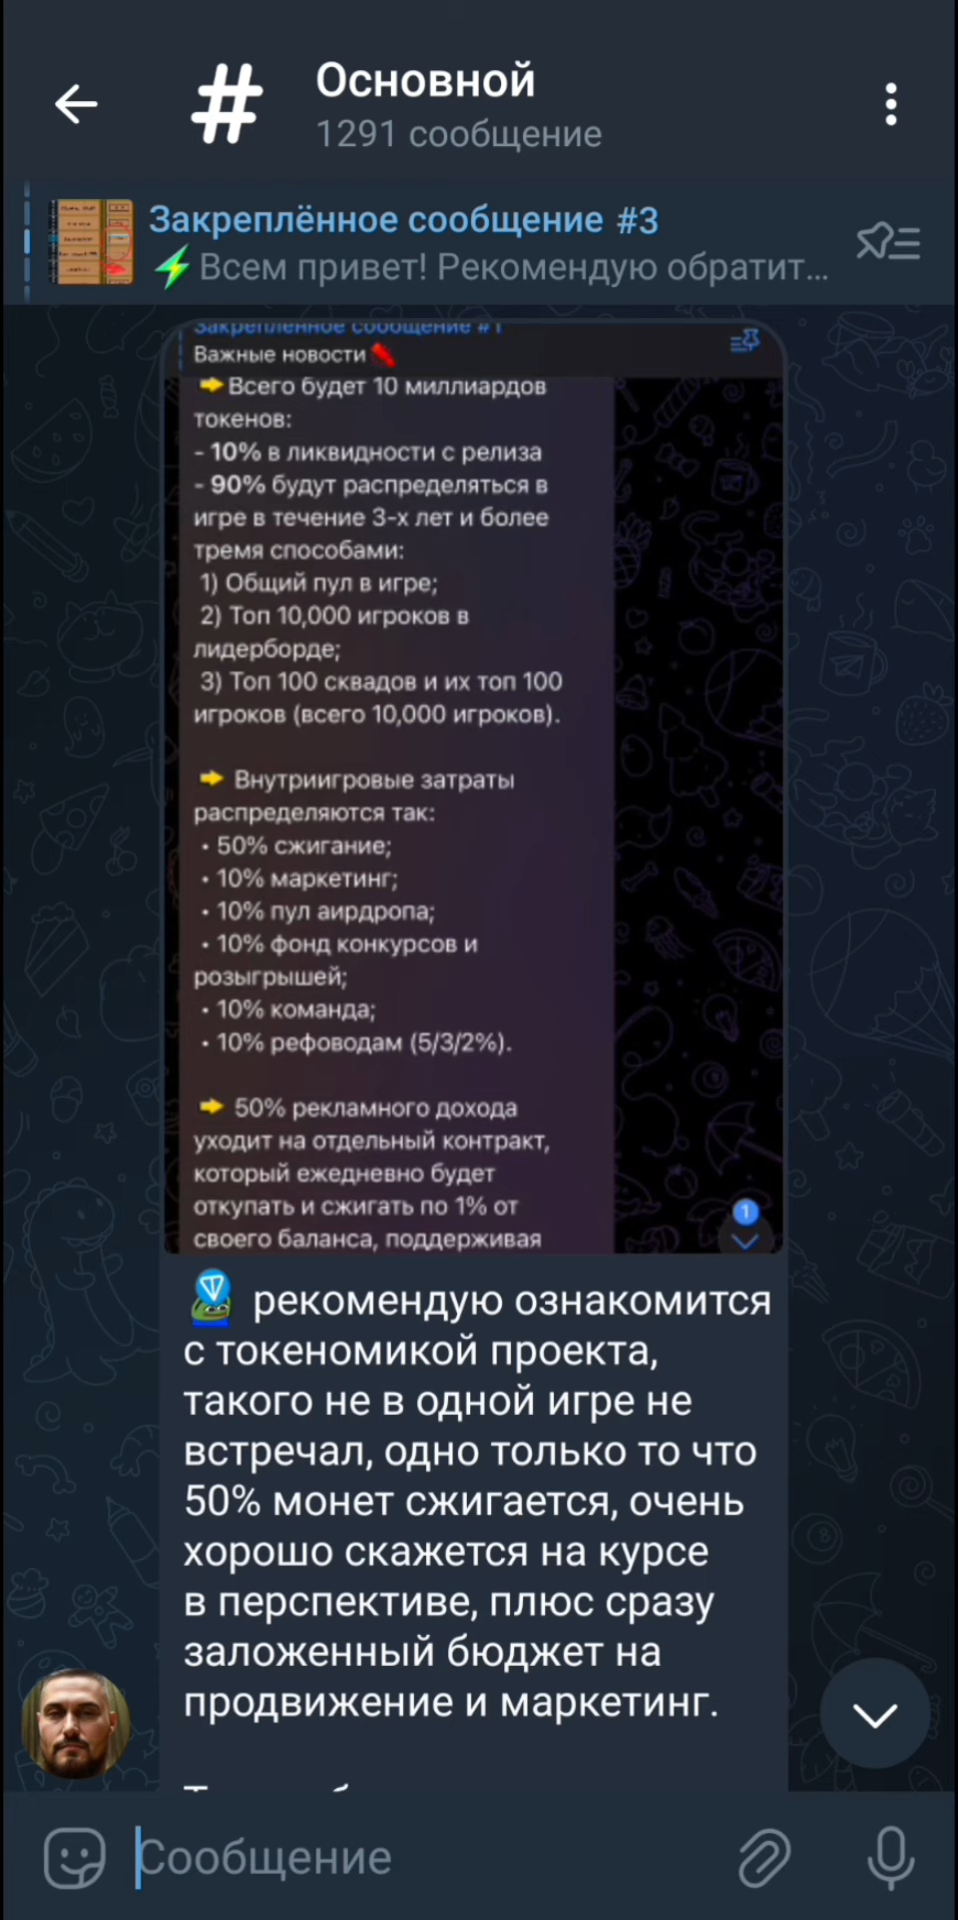 Основной
1291 сообщение
Закреплённое сообщение #3
⚡Всем привет! Рекомендую обратит...
Закреплённое сообщение #1
Важные новости
Всего будет 10 миллиардов
токенов:
- 10% в ликвидности с релиза
- 90% будут распределяться в
игре в течение 3-х лет и более
тремя способами:
1) Общий пул в игре;
2) Топ 10,000 игроков в
лидерборде;
3) Топ 100 сквадов и их топ 100
игроков (всего 10,000 игроков).
Внутриигровые затраты
распределяются так:
• 50% сжигание;
• 10% маркетинг;
• 10% пул аирдропа;
• 10% фонд конкурсов и
розыгрышей;
• 10% команда;
• 10% рефоводам (5/3/2%).
50% рекламного дохода
уходит на отдельный контракт,
который ежедневно будет
откупать и сжигать по 1% от
своего баланса, поддерживая
1
рекомендую ознакомится
с токеномикой проекта,
такого не в одной игре не
встречал, одно только то что
50% монет сжигается, очень
хорошо скажется на курсе
в перспективе, плюс сразу
заложенный бюджет на
продвижение и маркетинг.
Сообщение